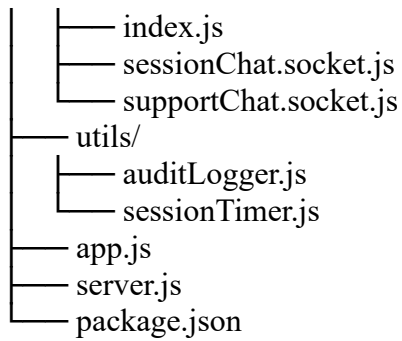 index.js
sessionChat.socket.js
supportChat.socket.js
utils/
auditLogger.js
sessionTimer.js
app.js
server.js
package.json